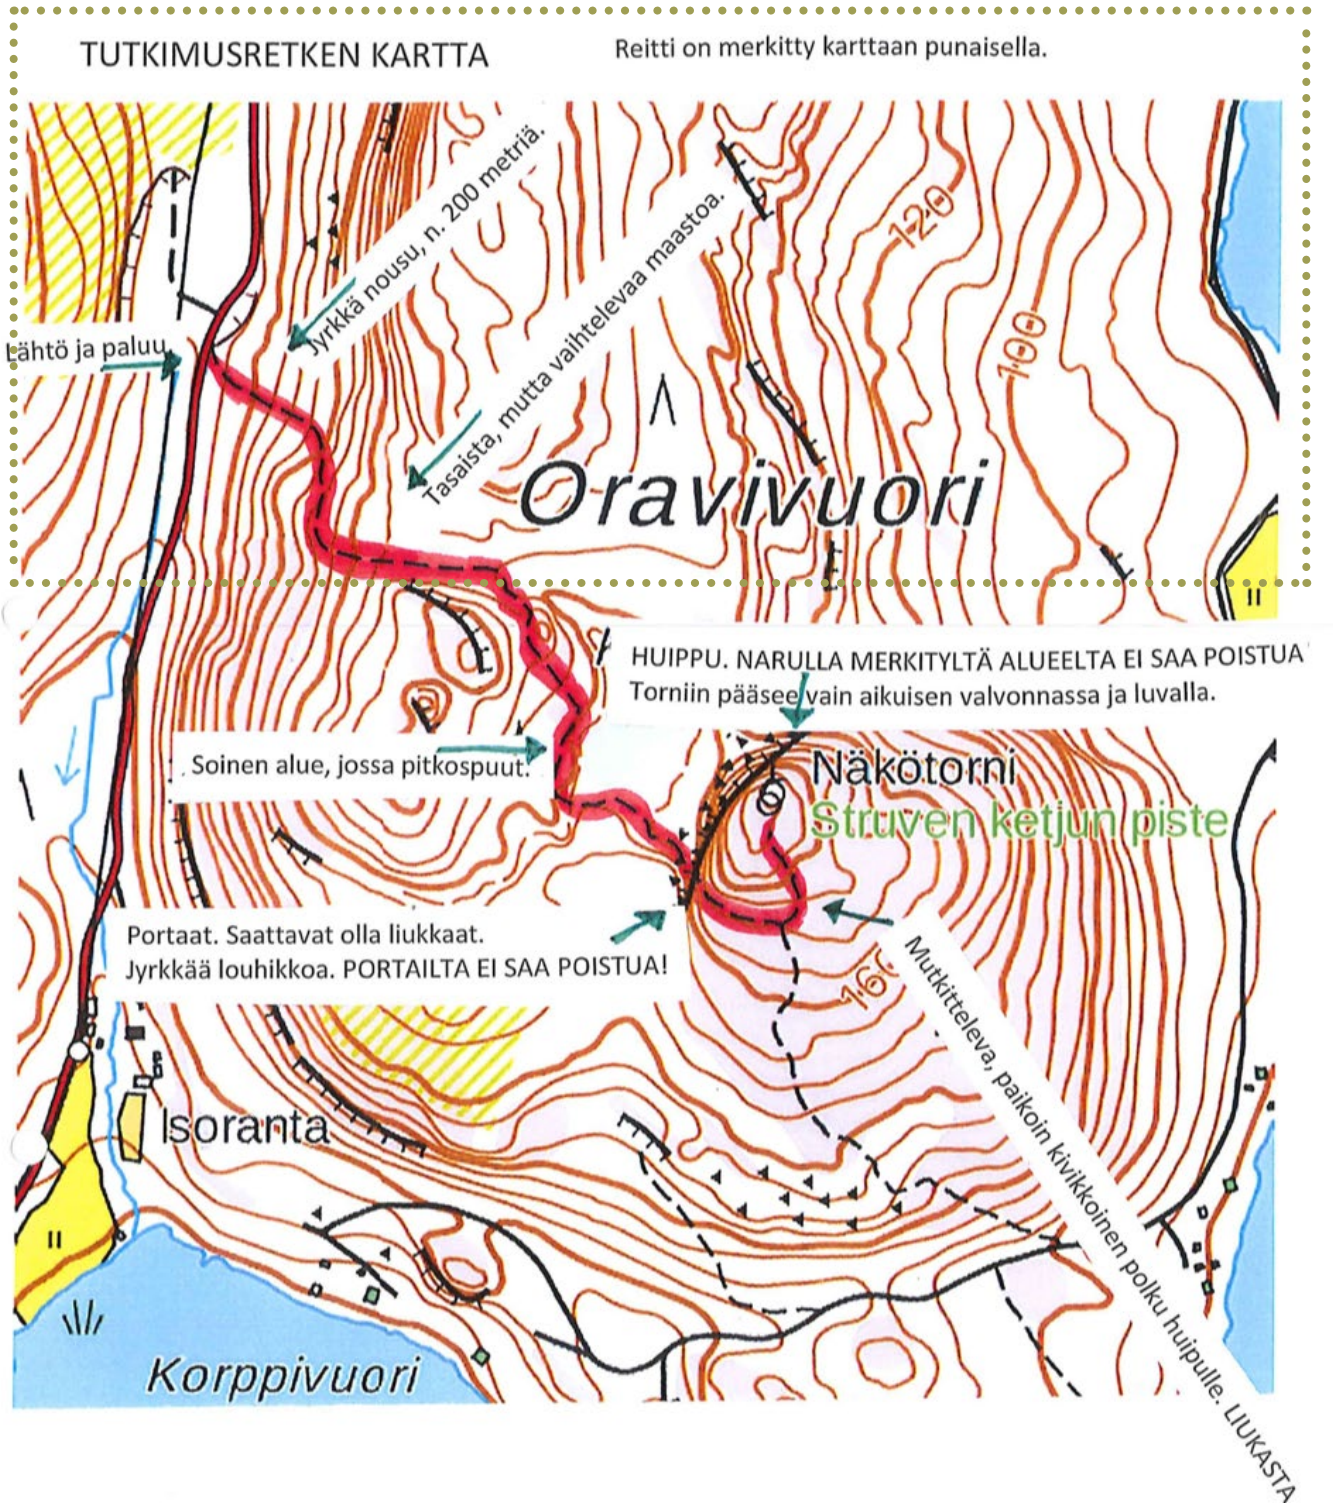 TUTKIMUSRETKEN KARTTA
Reitti on merkitty karttaan punaisella.
Jyrkkä nousu, n. 200 metriä.
Tasaista, mutta vaihtelevaa maastoa.
120
100
Lähtö ja paluu
Oravivuori
II
HUIPPU. NARULLA MERKITYLTÄ ALUEELTA EI SAA POISTUA
Torniin pääsee vain aikuisen valvonnassa ja luvalla.
Soinen alue, jossa pitkospuut.
Näkötorni
Struven ketjun piste
Portaat. Saattavat olla liukkaat.
Jyrkkää louhikkoa. PORTAILTA EI SAA POISTUA!
160
Mutkitteleva, paikoin kivikkoinen polku huipulle. LIUKASTA
Isoranta
II
Korppivuori